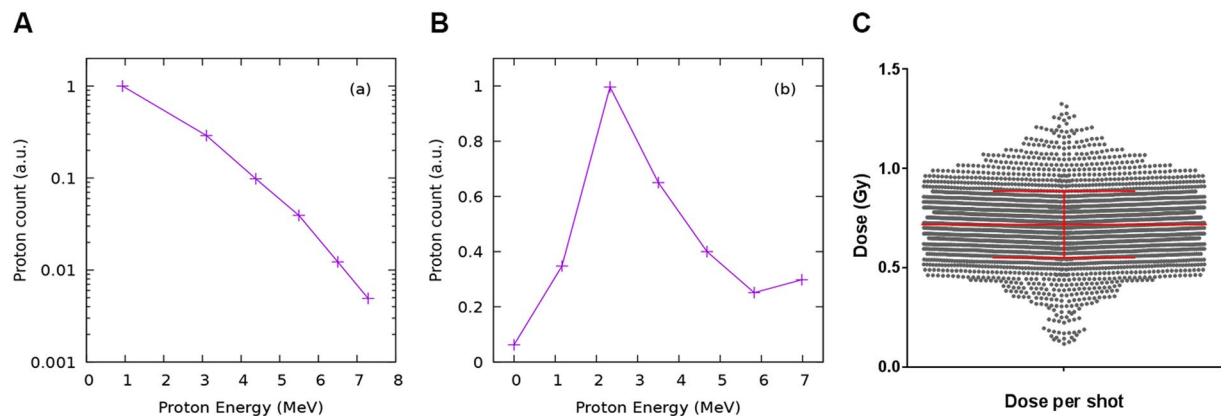 A
(a)
1
0.1
0.01
0.001
Proton count (a.u.)
0 1 2 3 4 5 6 7 8
Proton Energy (MeV)
B
(b)
1
0.8
0.6
0.4
0.2
0
Proton count (a.u.)
0 1 2 3 4 5 6 7
Proton Energy (MeV)
C
1.5
1.0
0.5
0.0
Dose (Gy)
Dose per shot